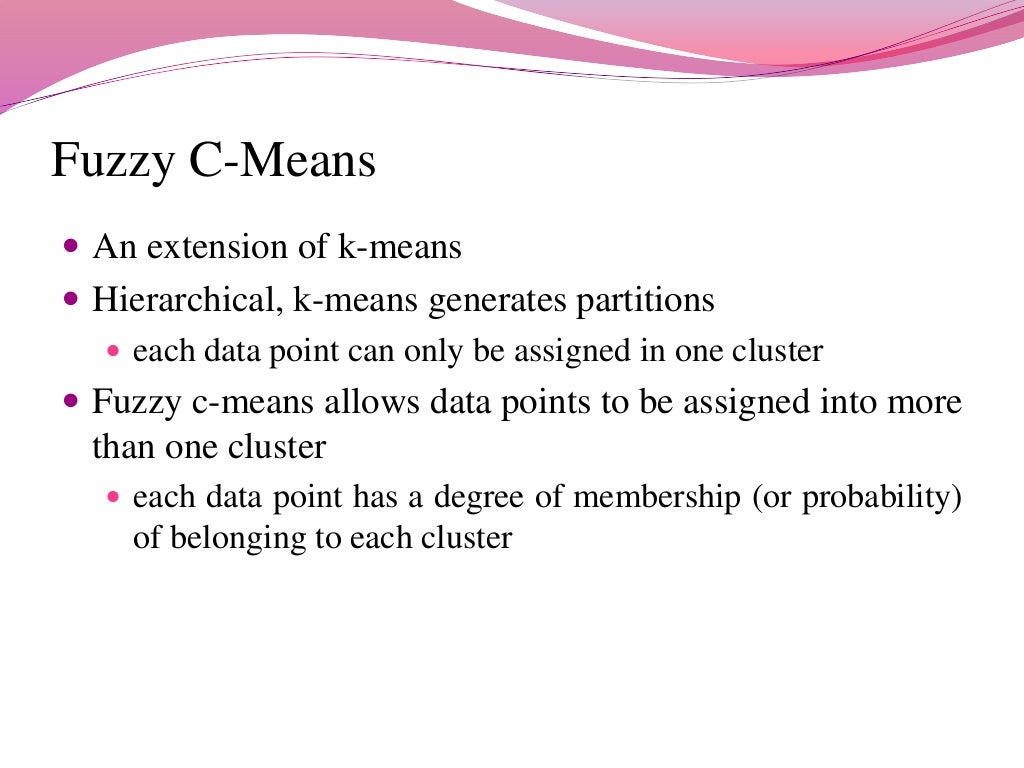 Fuzzy C-Means
• An extension of k-means
• Hierarchical, k-means generates partitions
• each data point can only be assigned in one cluster
• Fuzzy c-means allows data points to be assigned into more
than one cluster
• each data point has a degree of membership (or probability)
of belonging to each cluster